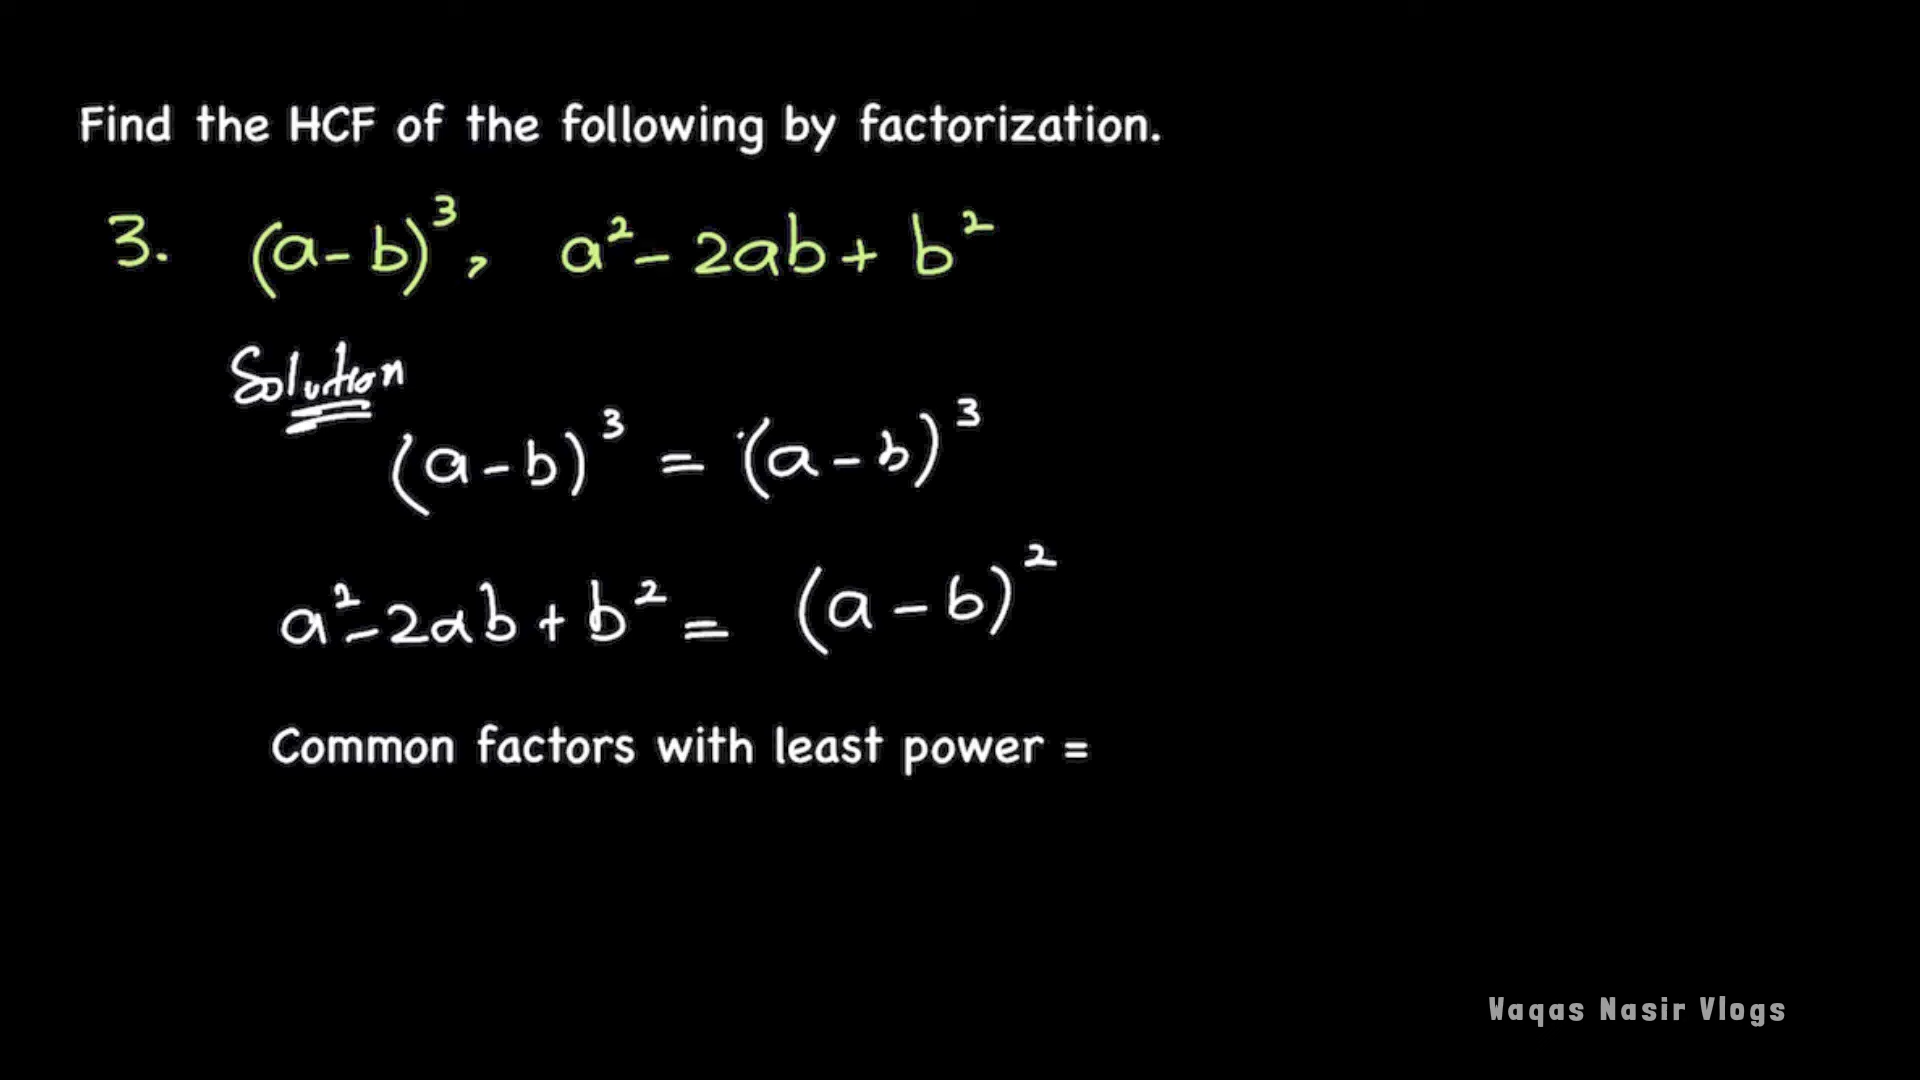 Find the HCF of the following by factorization.
3. (a-b)³, a²-2ab+b²
Solution
(a-b)³ = (a-b)³
a²-2ab+b² = (a-b)²
Common factors with least power =
Waqas Nasir Vlogs